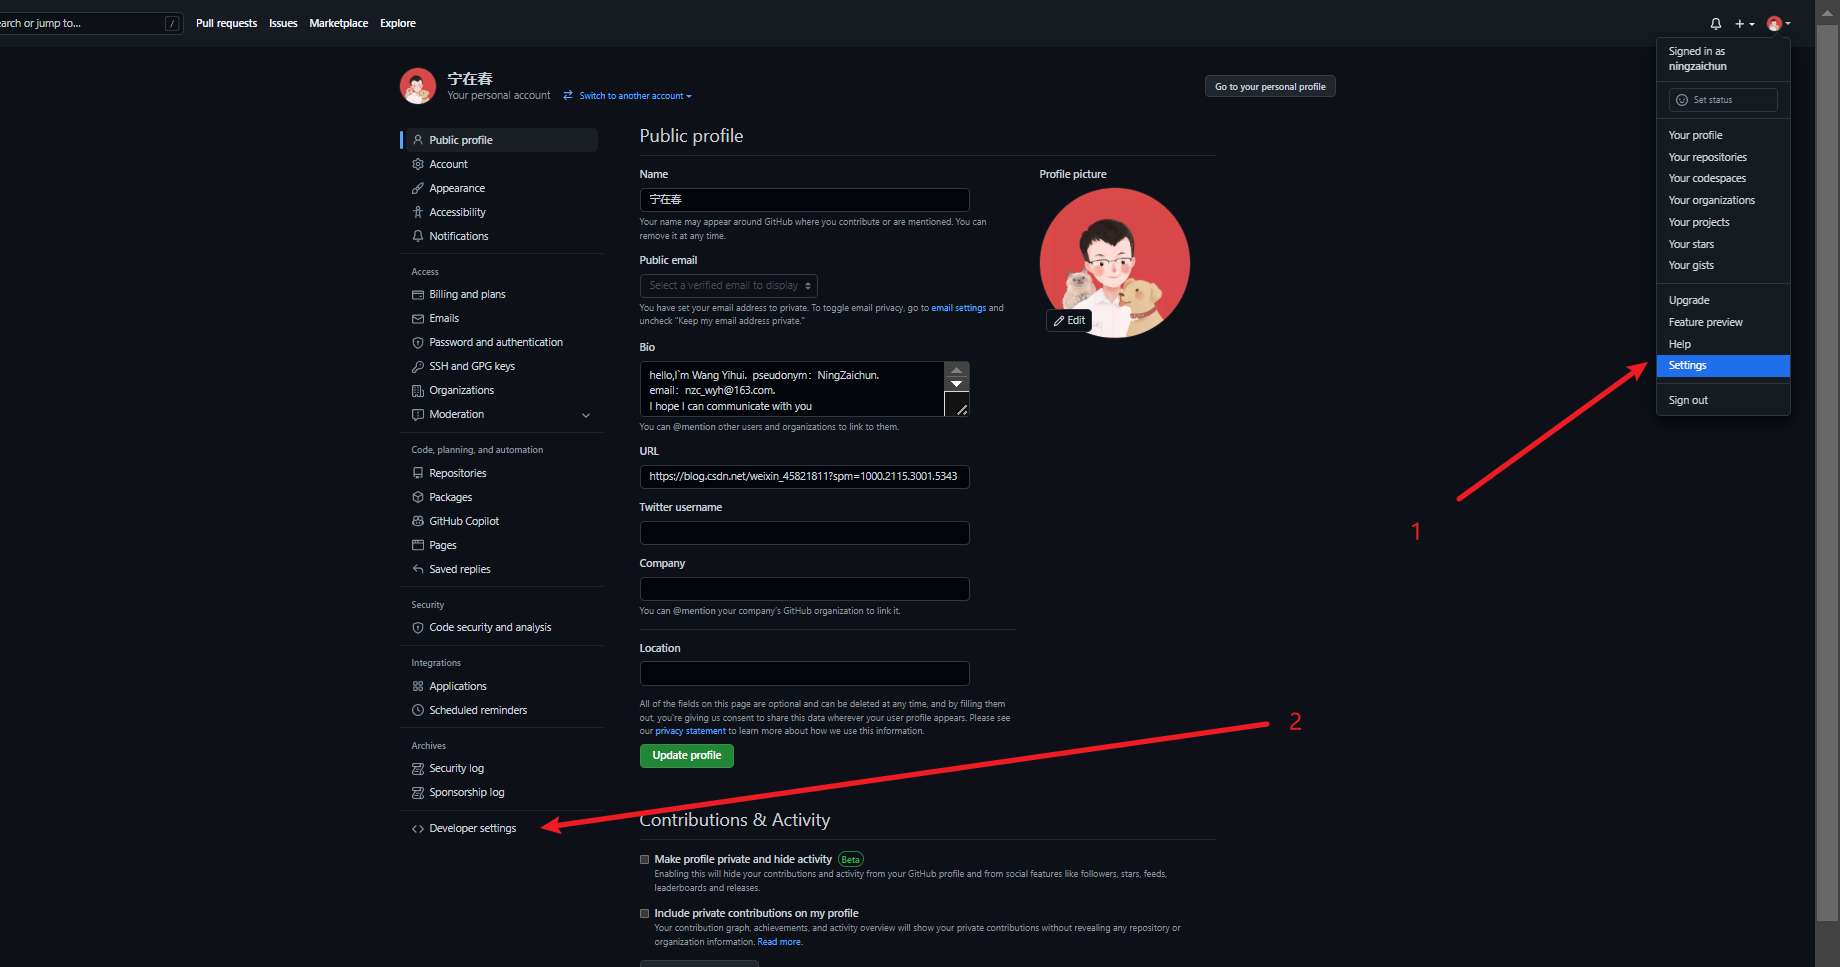 arch or jump to...
/
Pull requests
Issues
Marketplace
Explore
Signed in as
ningzaichun
Set status
Your profile
Your repositories
Your codespaces
Your organizations
Your projects
Your stars
Your gists
Upgrade
Feature preview
Help
Settings
Sign out
宁在春
Your personal account
Switch to another account
Go to your personal profile
Public profile
Account
Appearance
Accessibility
Notifications
Access
Billing and plans
Emails
Password and authentication
SSH and GPG keys
Organizations
Moderation
Code, planning, and automation
Repositories
Packages
GitHub Copilot
Pages
Saved replies
Security
Code security and analysis
Integrations
Applications
Scheduled reminders
Archives
Security log
Sponsorship log
Developer settings
Public profile
Name
宁在春
Your name may appear around GitHub where you contribute or are mentioned. You can
remove it at any time.
Public email
Select a verified email to display
You have set your email address to private. To toggle email privacy, go to email settings and
uncheck "Keep my email address private."
Bio
hello,I`m Wang Yihui，pseudonym：NingZaichun.
email：nzc_wyh@163.com.
I hope I can communicate with you
You can @mention other users and organizations to link to them.
URL
https://blog.csdn.net/weixin_45821811?spm=1000.2115.3001.5343
Twitter username
Company
You can @mention your company's GitHub organization to link it.
Location
All of the fields on this page are optional and can be deleted at any time, and by filling them
out, you're giving us consent to share this data wherever your user profile appears. Please see
our privacy statement to learn more about how we use this information.
Update profile
Profile picture
Edit
1
2
Contributions & Activity
Make profile private and hide activity Beta
Enabling this will hide your contributions and activity from your GitHub profile and from social features like followers, stars, feeds,
leaderboards and releases.
Include private contributions on my profile
Your contribution graph, achievements, and activity overview will show your private contributions without revealing any repository or
organization information. Read more.